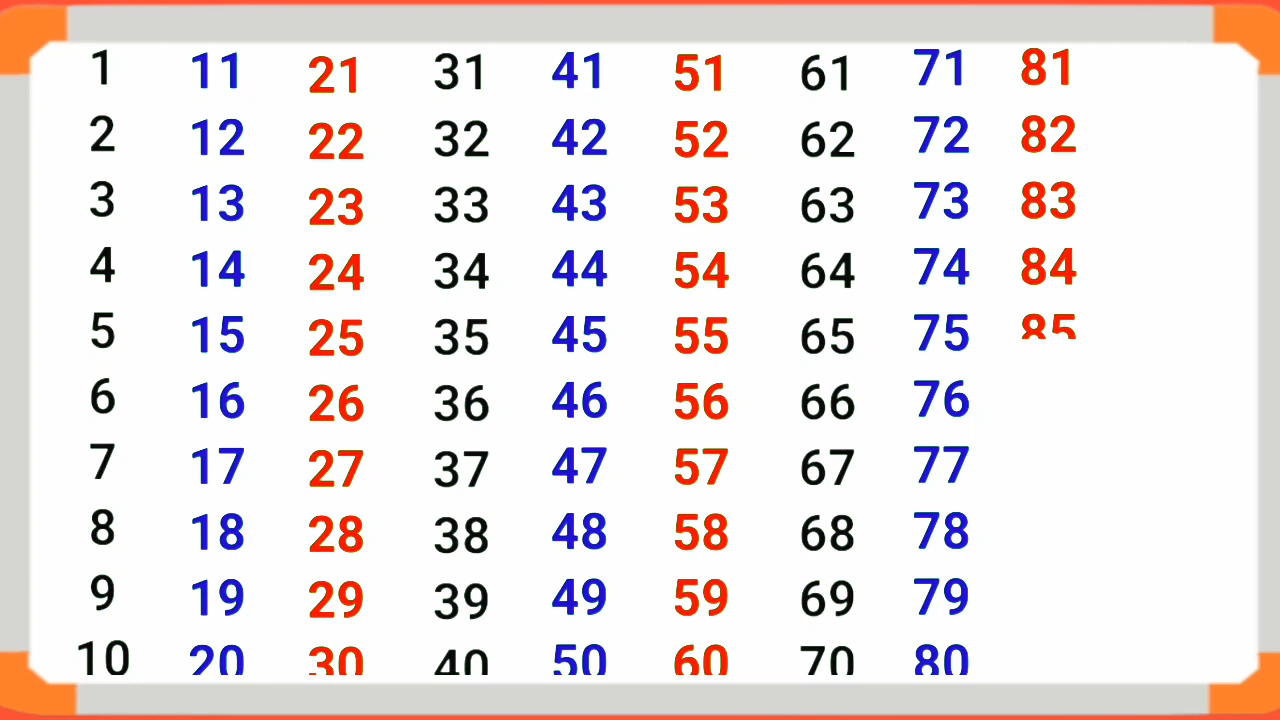 1 11 21 31 41 51 61 71 81
2 12 22 32 42 52 62 72 82
3 13 23 33 43 53 63 73 83
4 14 24 34 44 54 64 74 84
5 15 25 35 45 55 65 75 85
6 16 26 36 46 56 66 76
7 17 27 37 47 57 67 77
8 18 28 38 48 58 68 78
9 19 29 39 49 59 69 79
10 20 30 40 50 60 70 80